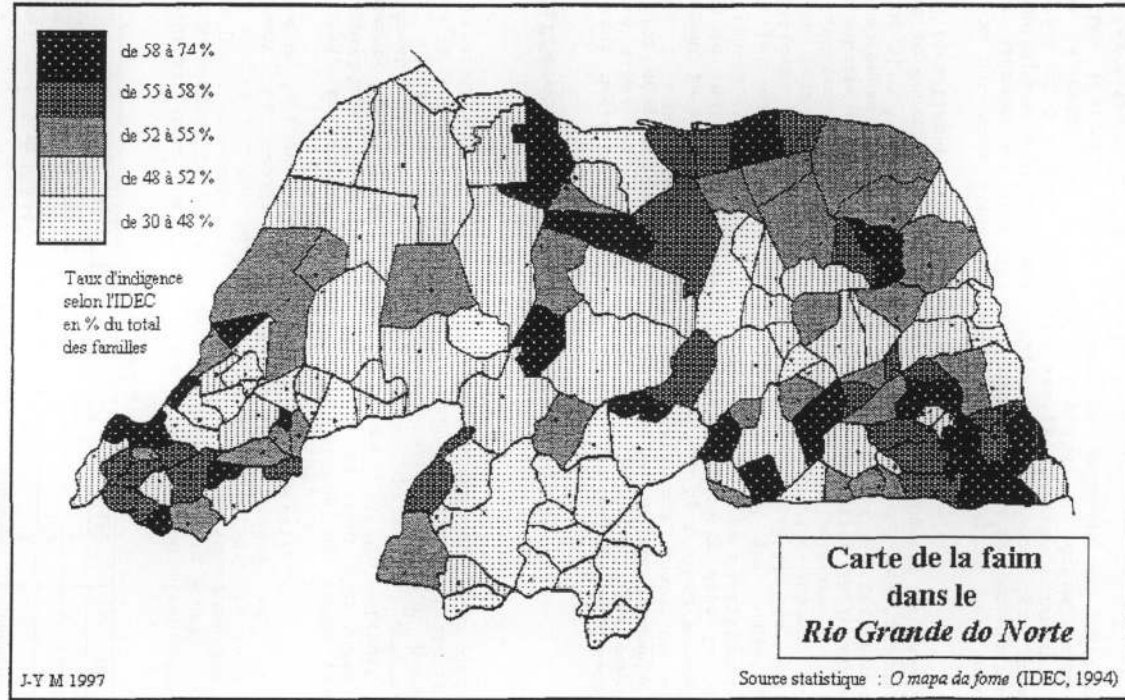 de 58 à 74 %
de 55 à 58 %
de 52 à 55 %
de 48 à 52 %
de 30 à 48 %
Taux d'indigence
selon l'IDEC
en % du total
des familles
Carte de la faim
dans le
Rio Grande do Norte
J-Y M 1997
Source statistique : O mapa da fome (IDEC, 1994)